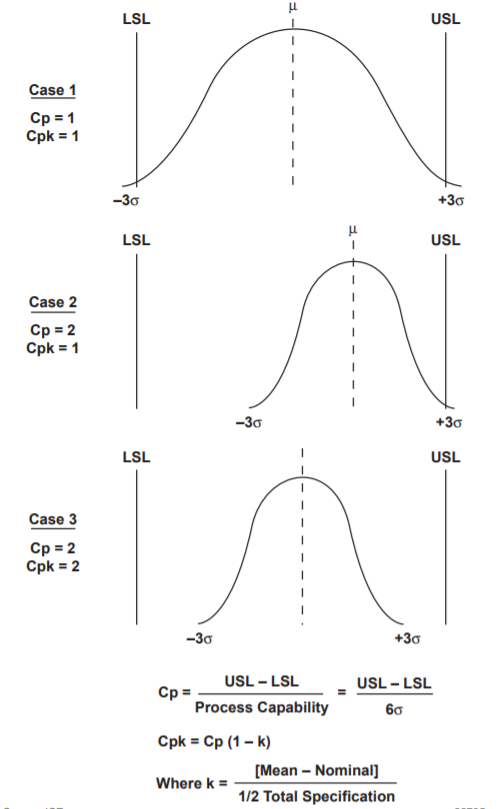 μ
LSL
USL
Case 1
Cp = 1
Cpk = 1
–3σ
+3σ
μ
LSL
USL
Case 2
Cp = 2
Cpk = 1
–3σ
+3σ
LSL
USL
Case 3
Cp = 2
Cpk = 2
–3σ
+3σ
Cp = USL – LSL / Process Capability = USL – LSL / 6σ
Cpk = Cp (1 – k)
Where k = [Mean – Nominal] / 1/2 Total Specification